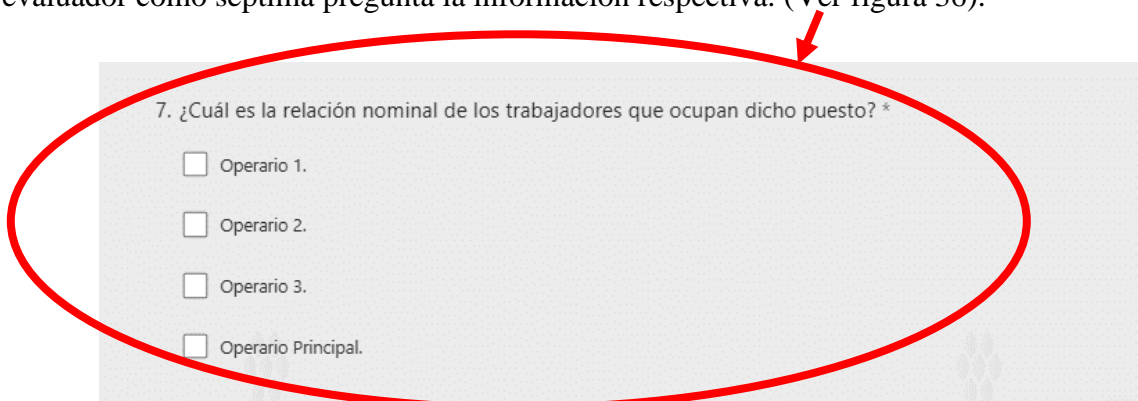 evaluador como séptima pregunta la información respectiva. (Ver figura 36).
7. ¿Cuál es la relación nominal de los trabajadores que ocupan dicho puesto? *
Operario 1.
Operario 2.
Operario 3.
Operario Principal.